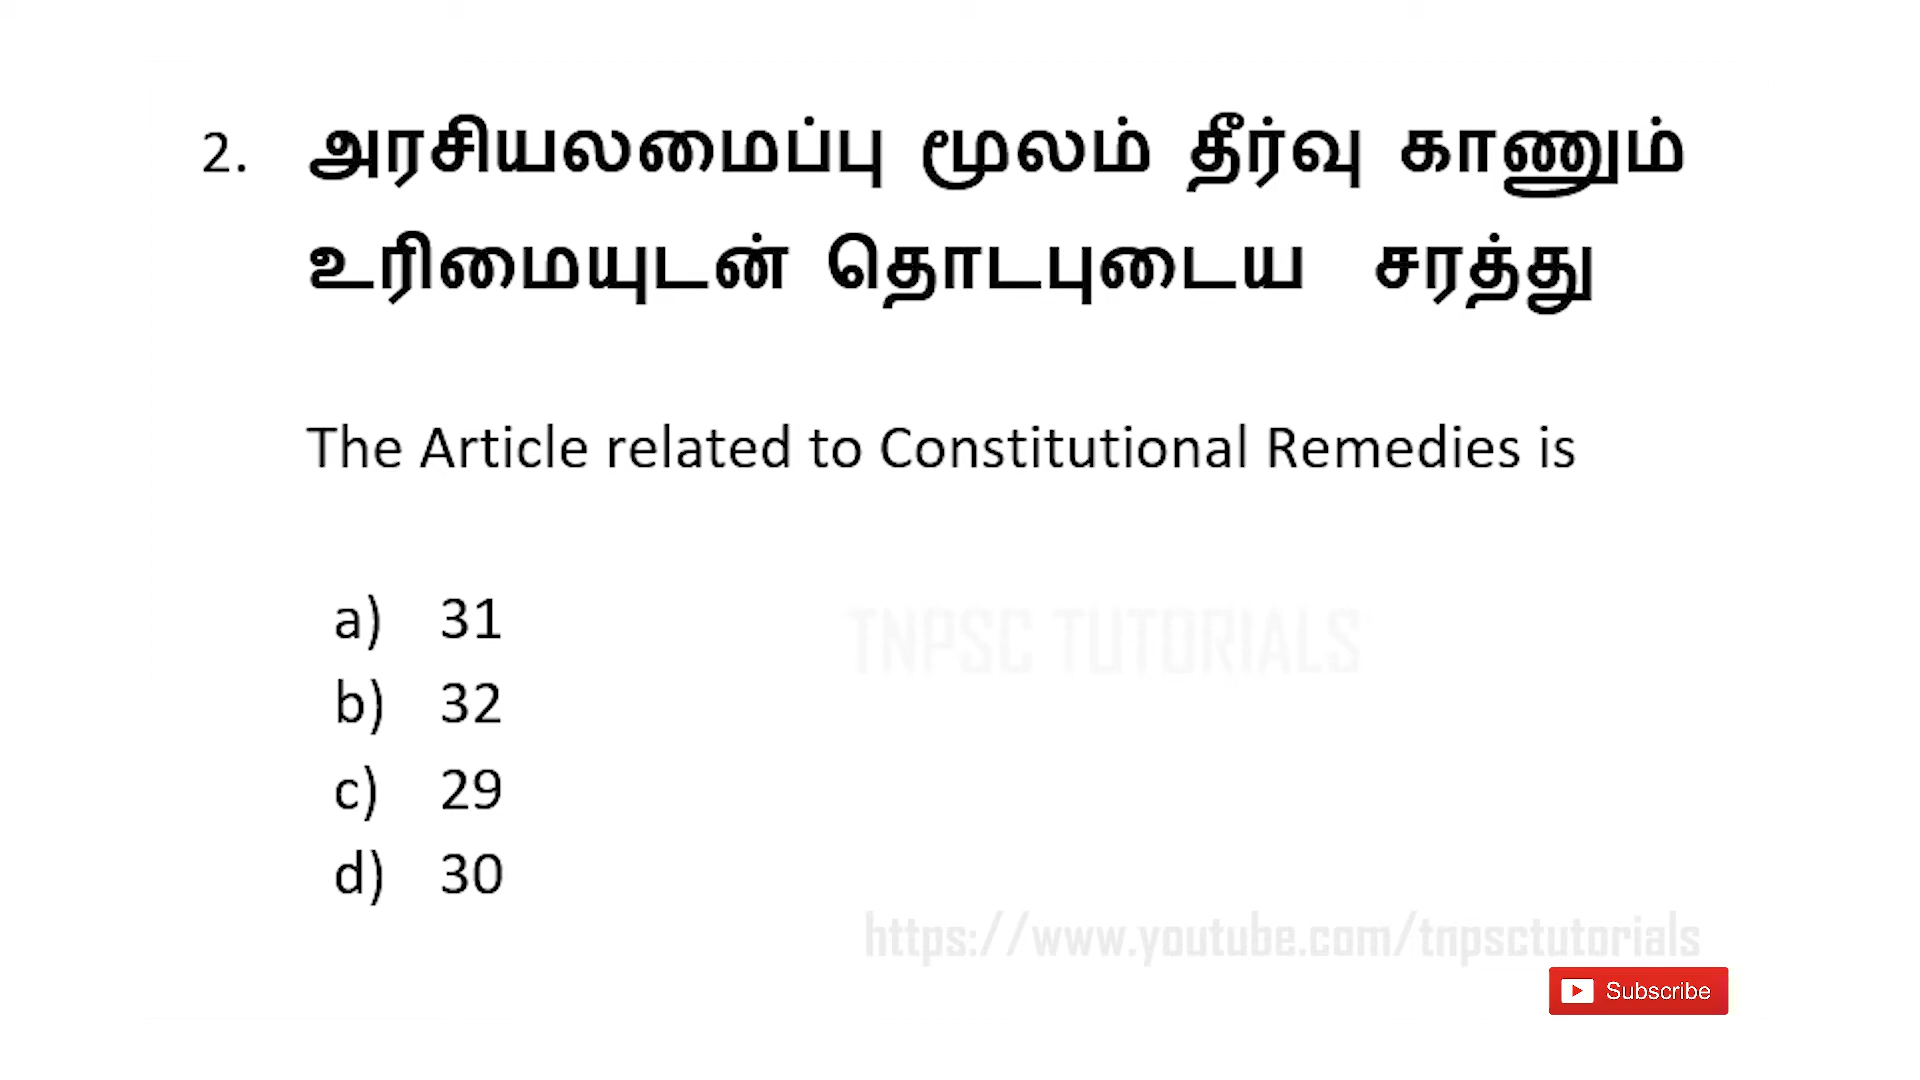 2. அரசியலமைப்பு மூலம் தீர்வு காணும்
உரிமையுடன் தொடபுடைய சரத்து
The Article related to Constitutional Remedies is
a) 31
TNPSC TUTORIALS
b) 32
c) 29
d) 30
https://www.youtube.com/tnpsctutorials
Subscribe